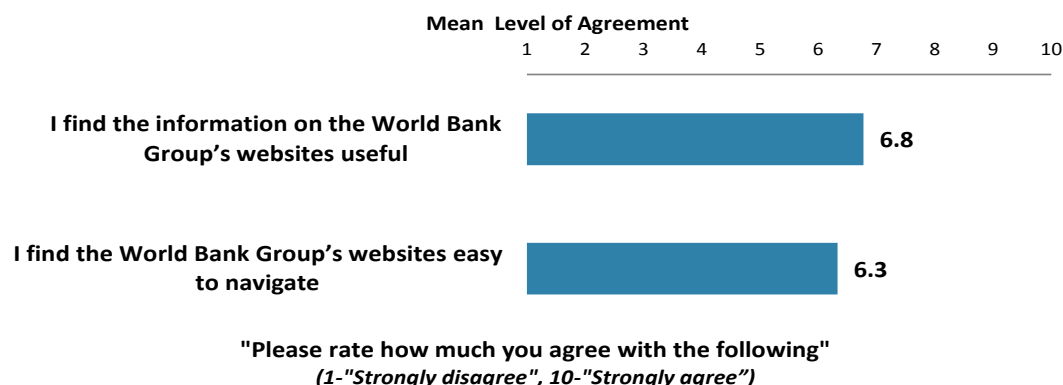 Mean  Level of Agreement
1 2 3 4 5 6 7 8 9 10
I find the information on the World Bank
Group’s websites useful
6.8
I find the World Bank Group’s websites easy
to navigate
6.3
"Please rate how much you agree with the following"
(1-"Strongly disagree", 10-"Strongly agree”)